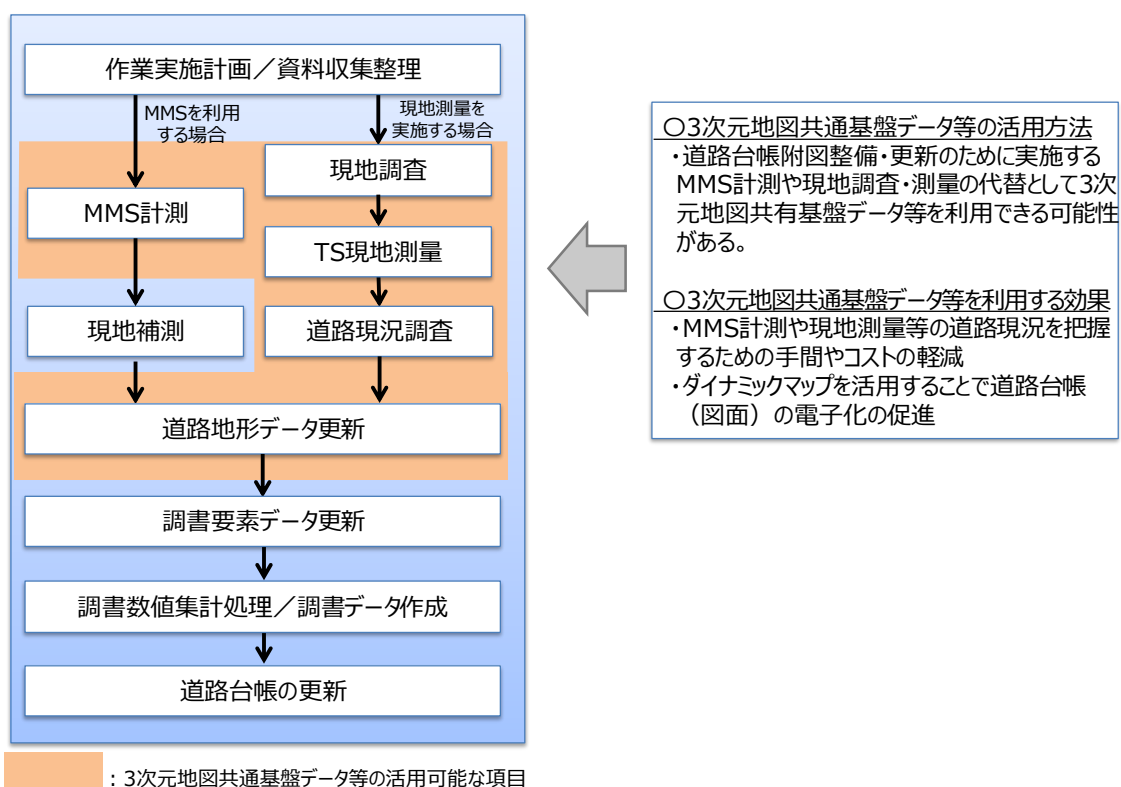 作業実施計画／資料収集整理
MMSを利用
する場合
現地測量を
実施する場合
現地調査
MMS計測
TS現地測量
現地補測
道路現況調査
道路地形データ更新
調書要素データ更新
調書数値集計処理／調書データ作成
道路台帳の更新
：3次元地図共通基盤データ等の活用可能な項目
○3次元地図共通基盤データ等の活用方法
・道路台帳附図整備・更新のために実施する
MMS計測や現地調査・測量の代替として3次
元地図共有基盤データ等を利用できる可能性
がある。
○3次元地図共通基盤データ等を利用する効果
・MMS計測や現地測量等の道路現況を把握
するための手間やコストの軽減
・ダイナミックマップを活用することで道路台帳
（図面）の電子化の促進